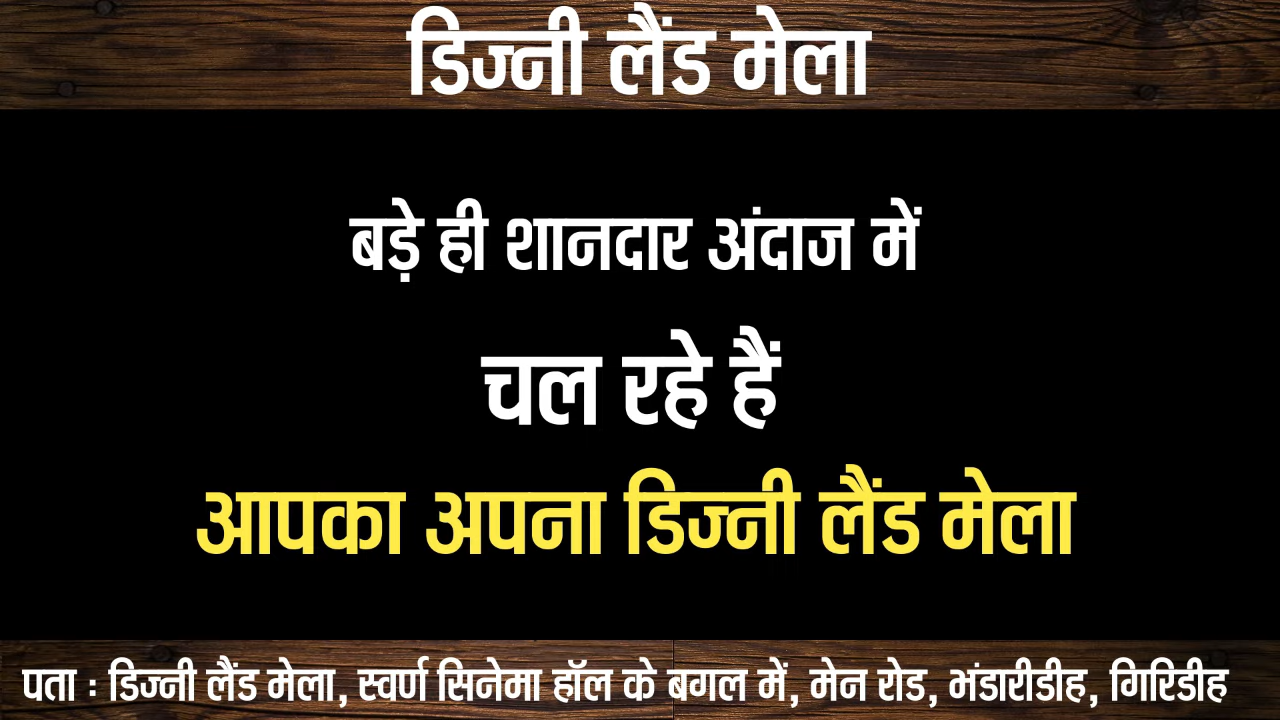 डिज्नी लैंड मेला
बड़े ही शानदार अंदाज में
चल रहे हैं
आपका अपना डिज्नी लैंड मेला
पता : डिज्नी लैंड मेला, स्वर्ण सिनेमा हॉल के बगल में, मेन रोड, भंडारीडीह, गिरिडीह